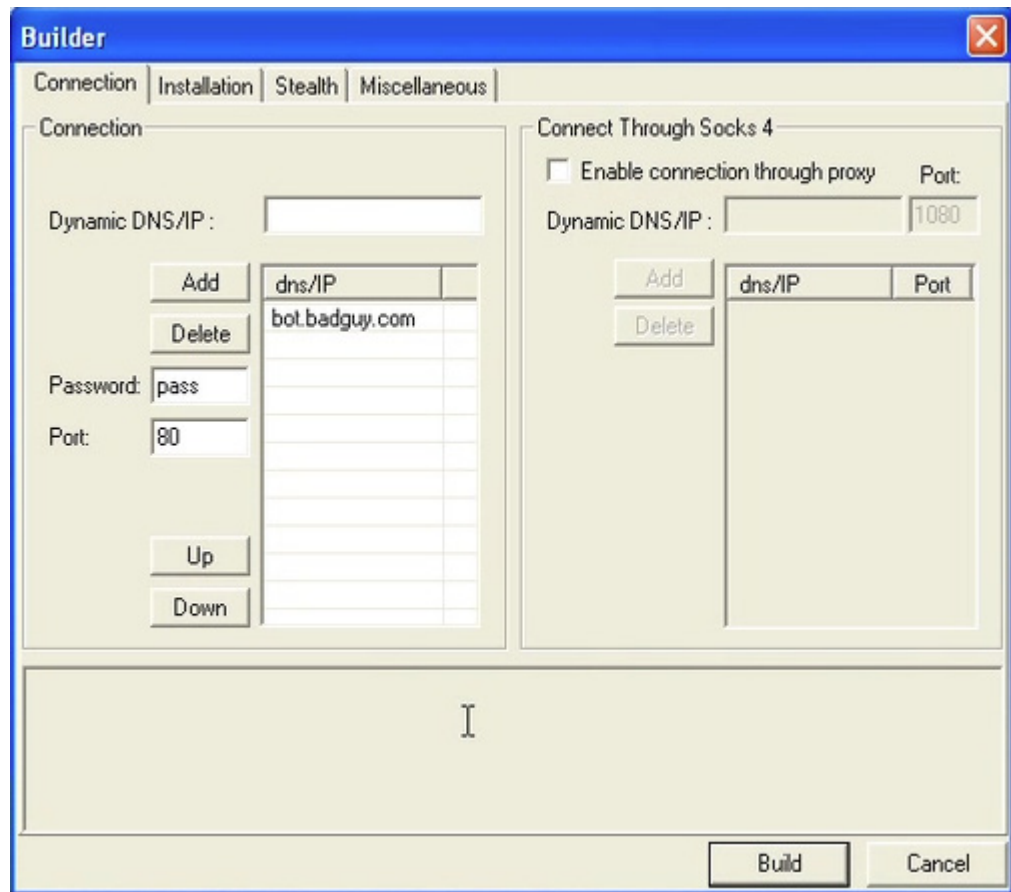 Builder
Connection Installation Stealth Miscellaneous
Connection
Dynamic DNS/IP :
Add
Delete
dns/IP
bot.badguy.com
Password: pass
Port: 80
Up
Down
Connect Through Socks 4
Enable connection through proxy Port:
Dynamic DNS/IP : 1080
Add
Delete
dns/IP Port
Build Cancel